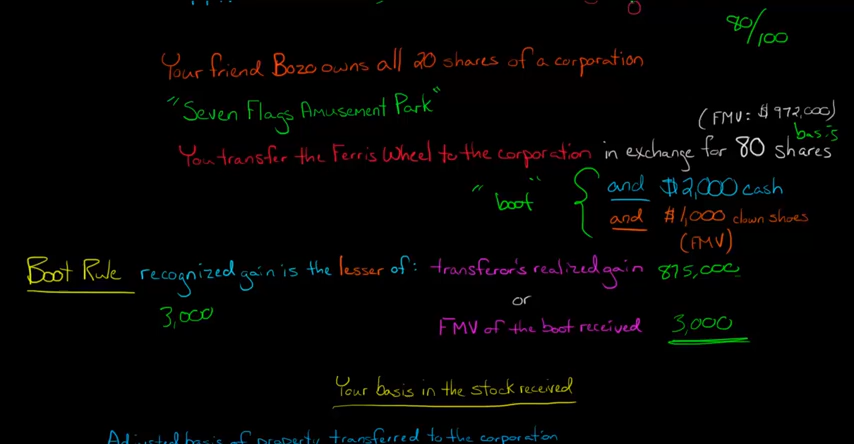 80/100
Your friend Bozo owns all 20 shares of a corporation
"Seven Flags Amusement Park"
(FMV: $972,000)
basis
You transfer the Ferris Wheel to the corporation in exchange for 80 shares
"boot" { and $2,000 cash
and $1,000 clown shoes
(FMV)
Boot Rule recognized gain is the lesser of: transferor's realized gain 875,000
or
3,000
FMV of the boot received 3,000
Your basis in the stock received
Adjusted basis of property transferred to the corporation